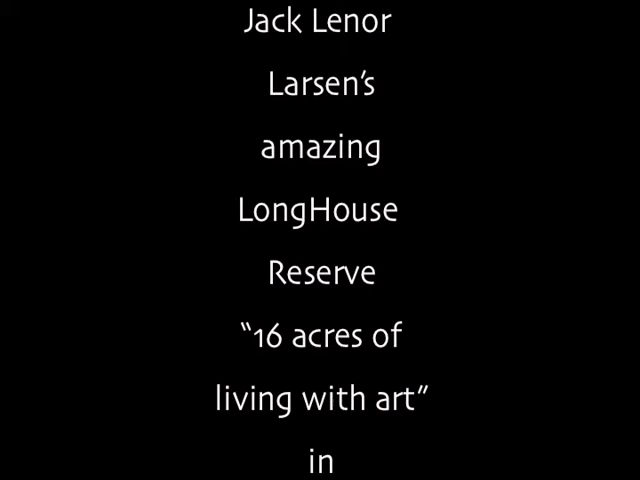 Jack Lenor
Larsen’s
amazing
LongHouse
Reserve
“16 acres of
living with art”
in